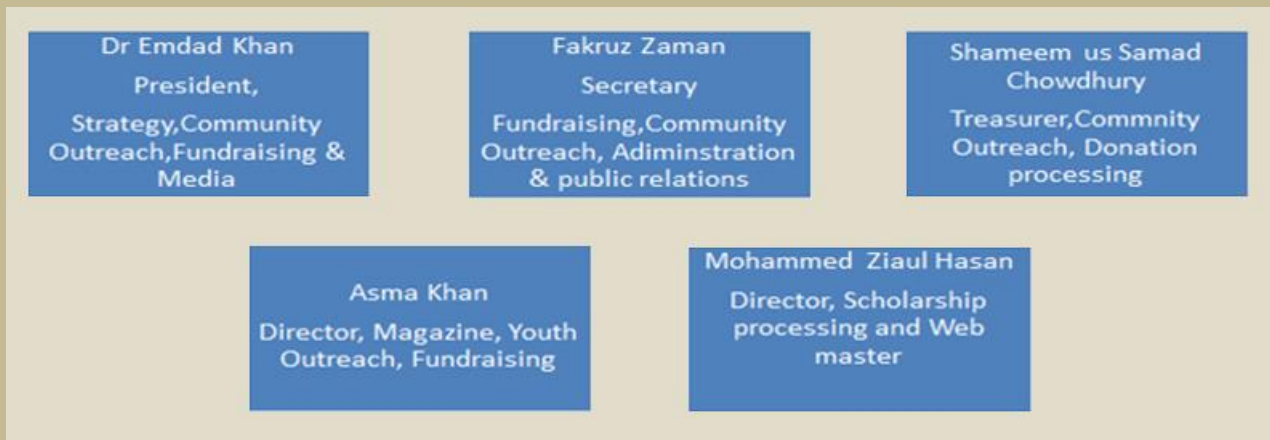 Dr Emdad Khan
President,
Strategy,Community
Outreach,Fundraising &
Media
Fakruz Zaman
Secretary
Fundraising,Community
Outreach, Adiminstration
& public relations
Shameem us Samad
Chowdhury
Treasurer,Commnity
Outreach, Donation
processing
Asma Khan
Director, Magazine, Youth
Outreach, Fundraising
Mohammed Ziaul Hasan
Director, Scholarship
processing and Web
master